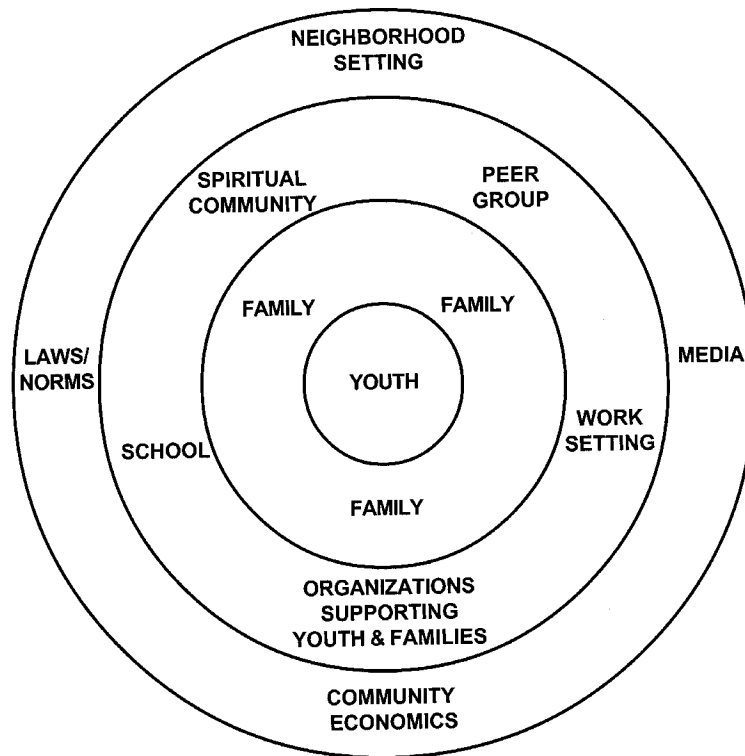 NEIGHBORHOOD
SETTING
SPIRITUAL
COMMUNITY
PEER
GROUP
FAMILY
FAMILY
LAWS/
NORMS
YOUTH
MEDIA
SCHOOL
WORK
SETTING
FAMILY
ORGANIZATIONS
SUPPORTING
YOUTH & FAMILIES
COMMUNITY
ECONOMICS